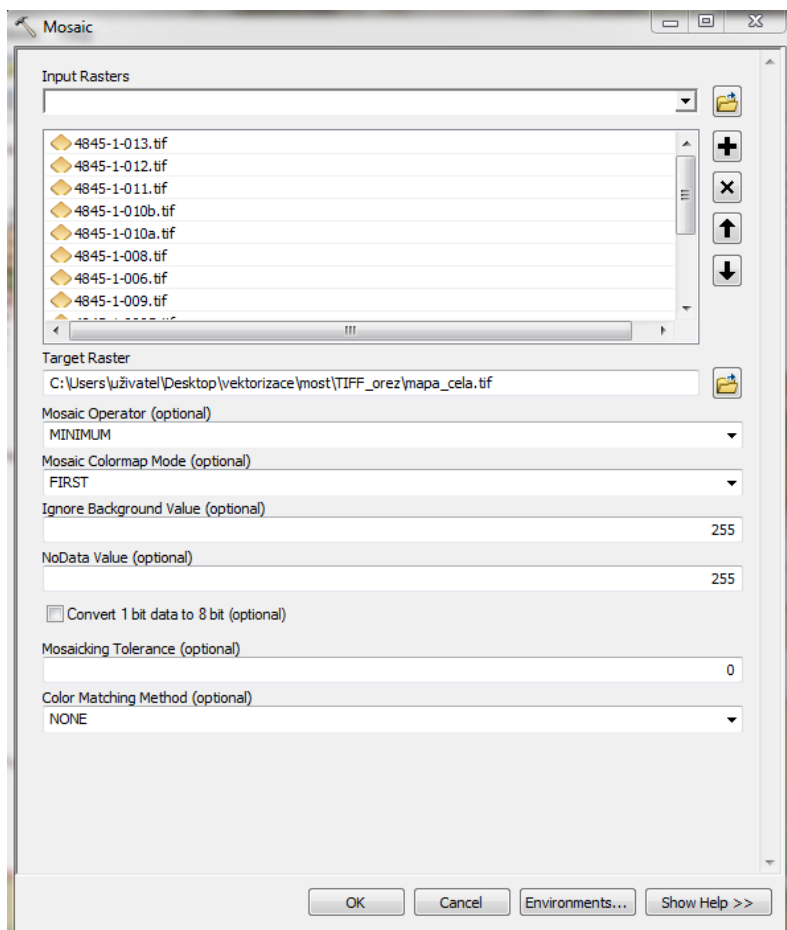 Mosaic
Input Rasters
4845-1-013.tif
4845-1-012.tif
4845-1-011.tif
4845-1-010b.tif
4845-1-010a.tif
4845-1-008.tif
4845-1-006.tif
4845-1-009.tif
Target Raster
C:\Users\uživatel\Desktop\vektorizace\most\TIFF_orez\mapa_cela.tif
Mosaic Operator (optional)
MINIMUM
Mosaic Colormap Mode (optional)
FIRST
Ignore Background Value (optional)
255
NoData Value (optional)
255
Convert 1 bit data to 8 bit (optional)
Mosaicking Tolerance (optional)
0
Color Matching Method (optional)
NONE
OK Cancel Environments... Show Help >>